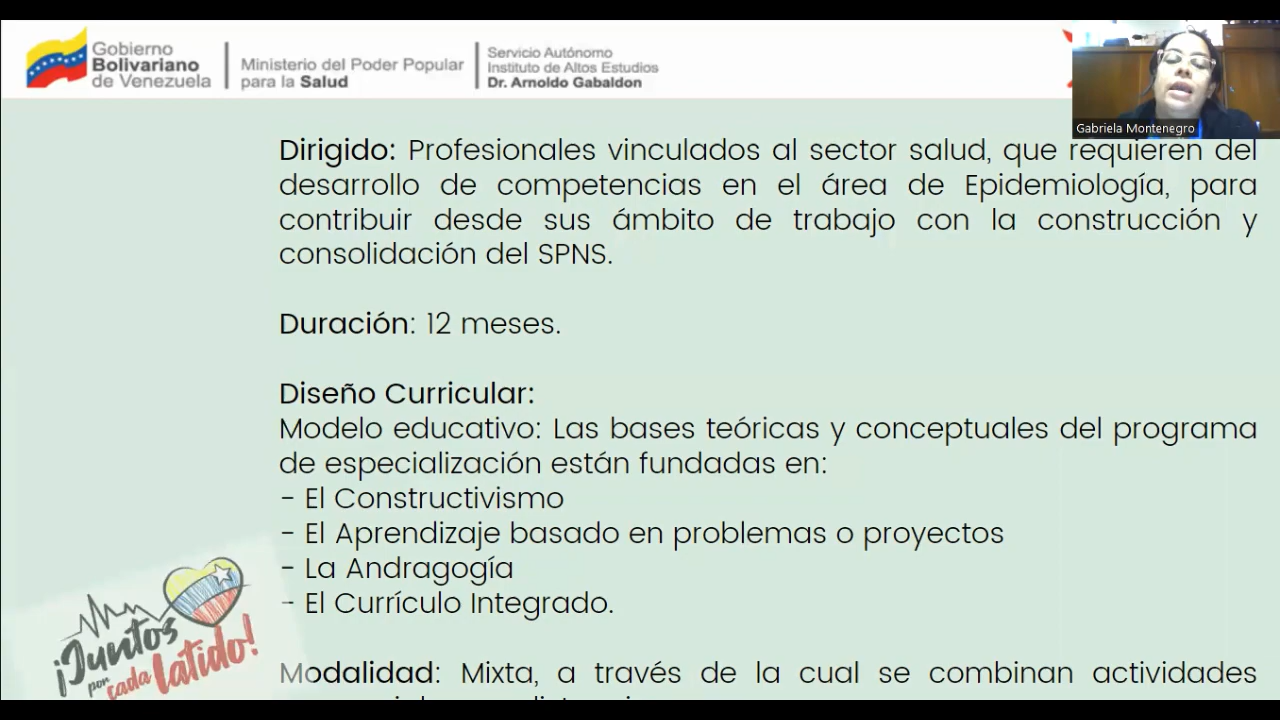 Gobierno
Bolivariano
de Venezuela
Ministerio del Poder Popular
para la Salud
Servicio Autónomo
Instituto de Altos Estudios
Dr. Arnoldo Gabaldon
Gabriela Montenegro
Dirigido: Profesionales vinculados al sector salud, que requieren del
desarrollo de competencias en el área de Epidemiología, para
contribuir desde sus ámbito de trabajo con la construcción y
consolidación del SPNS.
Duración: 12 meses.
Diseño Curricular:
Modelo educativo: Las bases teóricas y conceptuales del programa
de especialización están fundadas en:
- El Constructivismo
- El Aprendizaje basado en problemas o proyectos
- La Andragogía
- El Currículo Integrado.
Modalidad: Mixta, a través de la cual se combinan actividades
¡Juntos
por cada latido!